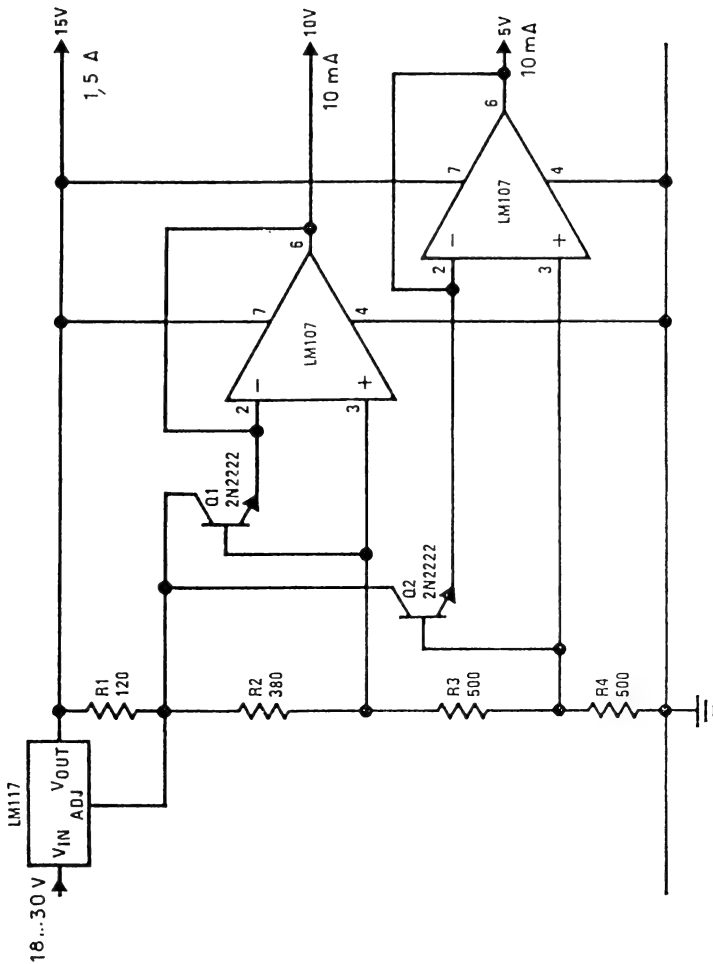 18...30 V
LM117
VIN
VOUT
ADJ
R1
120
R2
380
R3
500
R4
500
Q1
2N2222
Q2
2N2222
2
3
−
+
LM107
7
4
6
2
3
−
+
LM107
7
4
6
15V
1,5 A
10V
10 mA
5V
10 mA